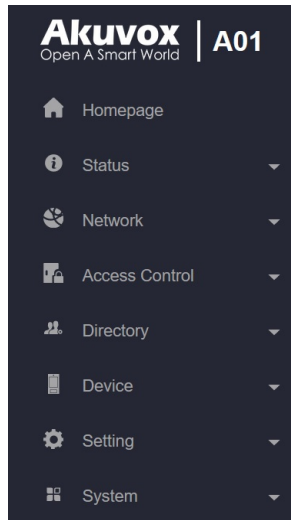 Akuvox
Open A Smart World
A01
Homepage
Status
Network
Access Control
Directory
Device
Setting
System